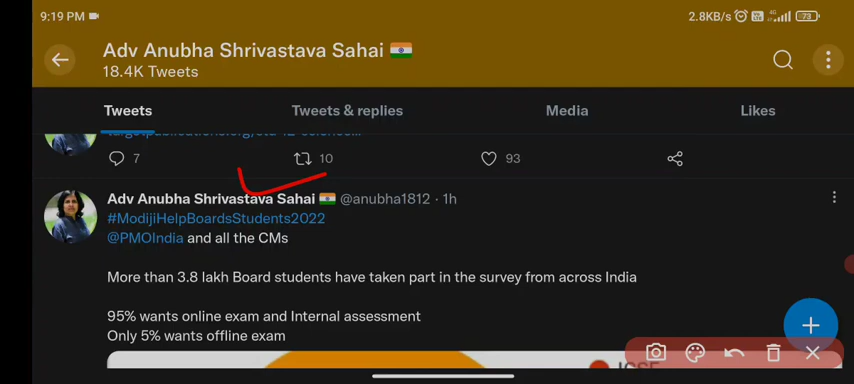 9:19 PM
2.8KB/s
4G
73
Adv Anubha Shrivastava Sahai
18.4K Tweets
Tweets
Tweets & replies
Media
Likes
7
10
93
Adv Anubha Shrivastava Sahai @anubha1812 · 1h
#ModijiHelpBoardsStudents2022
@PMOIndia and all the CMs
More than 3.8 lakh Board students have taken part in the survey from across India
95% wants online exam and Internal assessment
Only 5% wants offline exam